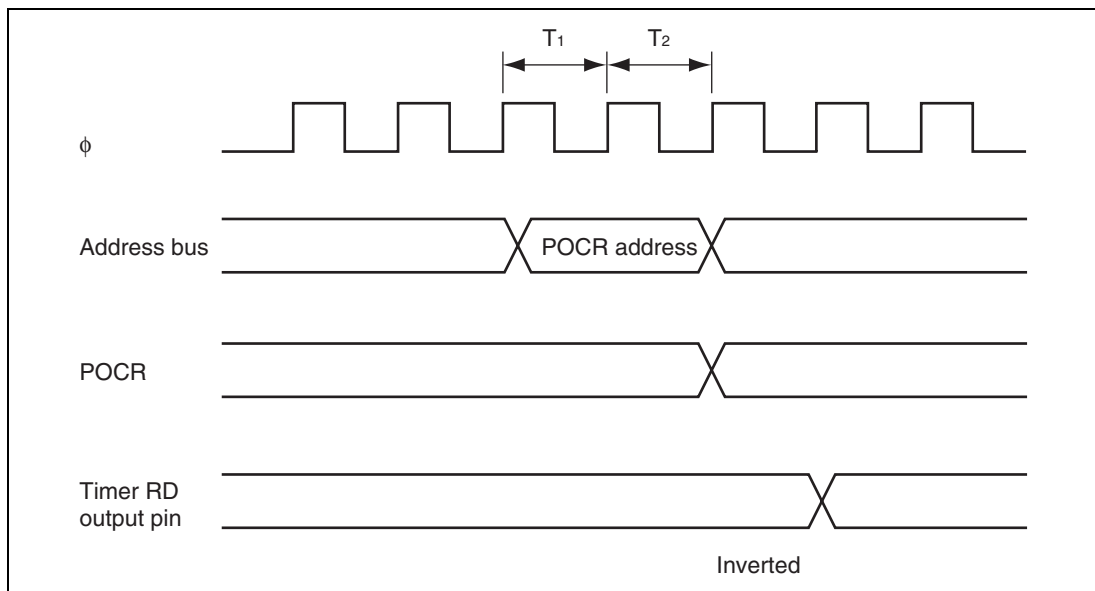 T1 T2
ϕ
Address bus
POCR address
POCR
Timer RD
output pin
Inverted